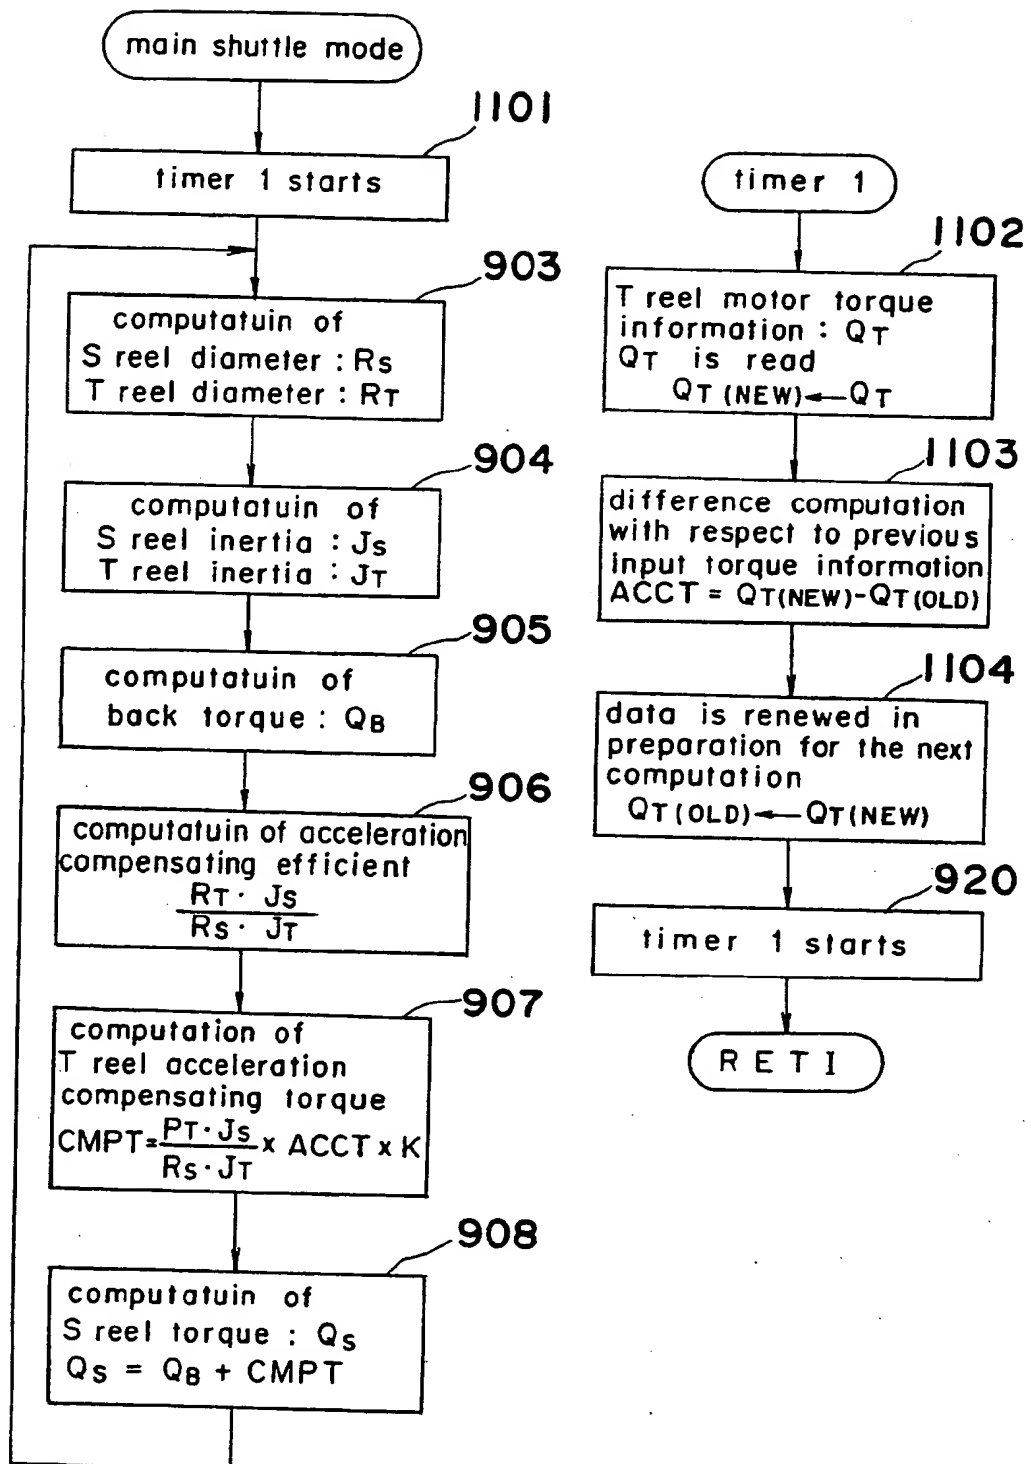 main shuttle mode
1101
timer 1 starts
903
computatuin of
S reel diameter : RS
T reel diameter : RT
904
computatuin of
S reel inertia : JS
T reel inertia : JT
905
computatuin of
back torque : QB
906
computatuin of acceleration
compensating efficient
RT · JS
RS · JT
907
computation of
T reel acceleration
compensating torque
CMPT = PT · JS / RS · JT x ACCT x K
908
computatuin of
S reel torque : QS
QS = QB + CMPT
timer 1
1102
T reel motor torque
information : QT
QT is read
QT (NEW) ← QT
1103
difference computation
with respect to previous
input torque information
ACCT = QT(NEW) - QT(OLD)
1104
data is renewed in
preparation for the next
computation
QT (OLD) ← QT (NEW)
920
timer 1 starts
RETI